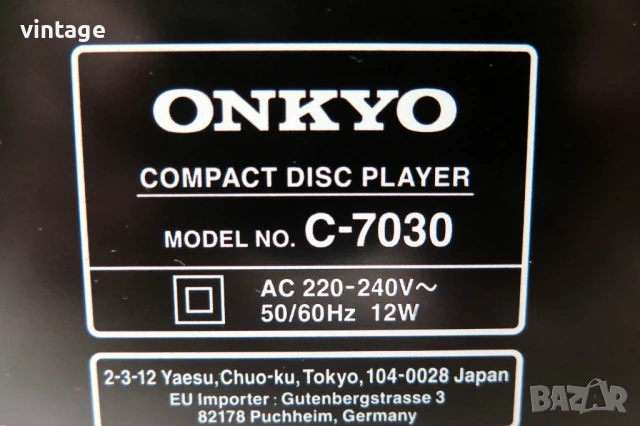 vintage
ONKYO
COMPACT DISC PLAYER
MODEL NO. C-7030
AC 220-240V~
50/60Hz 12W
2-3-12 Yaesu,Chuo-ku,Tokyo,104-0028 Japan
EU Importer : Gutenbergstrasse 3
82178 Puchheim, Germany
BAZAR